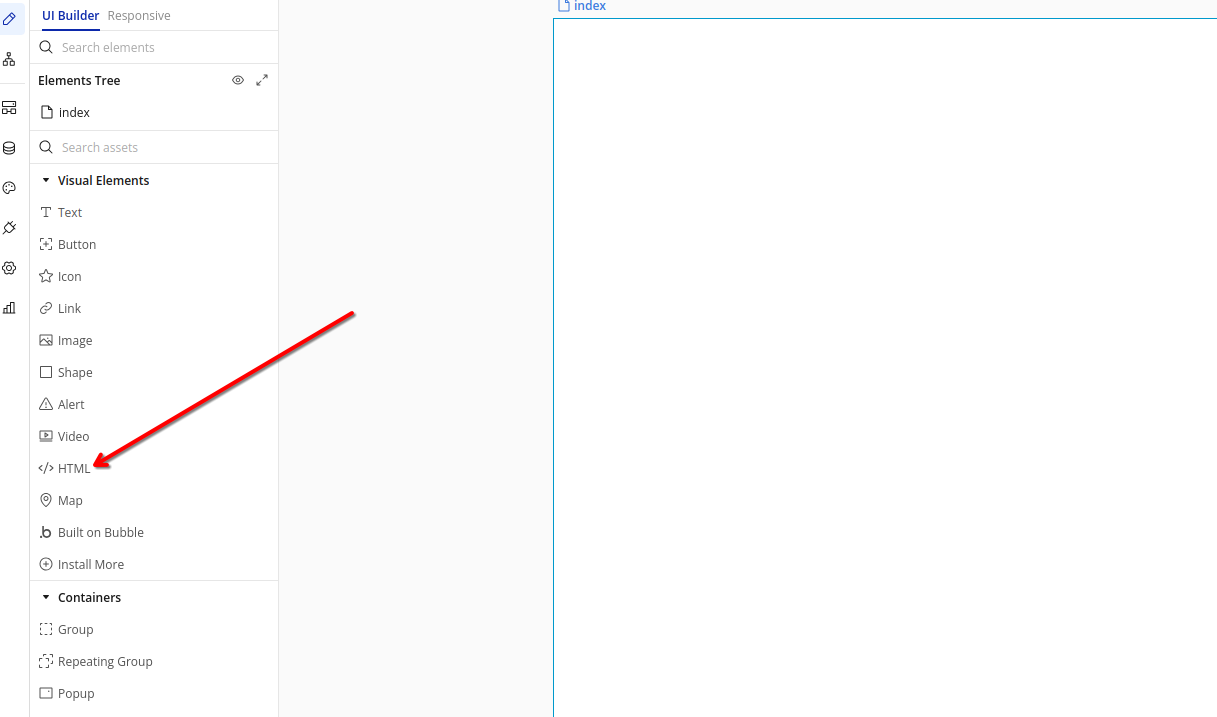 UI Builder Responsive
index
Search elements
Elements Tree
index
Search assets
Visual Elements
Text
Button
Icon
Link
Image
Shape
Alert
Video
HTML
Map
Built on Bubble
Install More
Containers
Group
Repeating Group
Popup